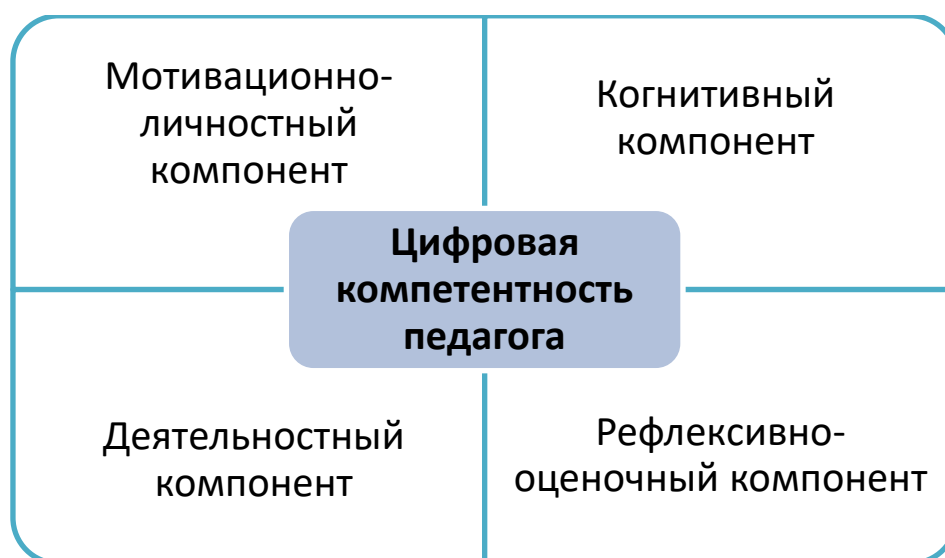 Мотивационно-
личностный
компонент
Когнитивный
компонент
Цифровая
компетентность
педагога
Деятельностный
компонент
Рефлексивно-
оценочный компонент